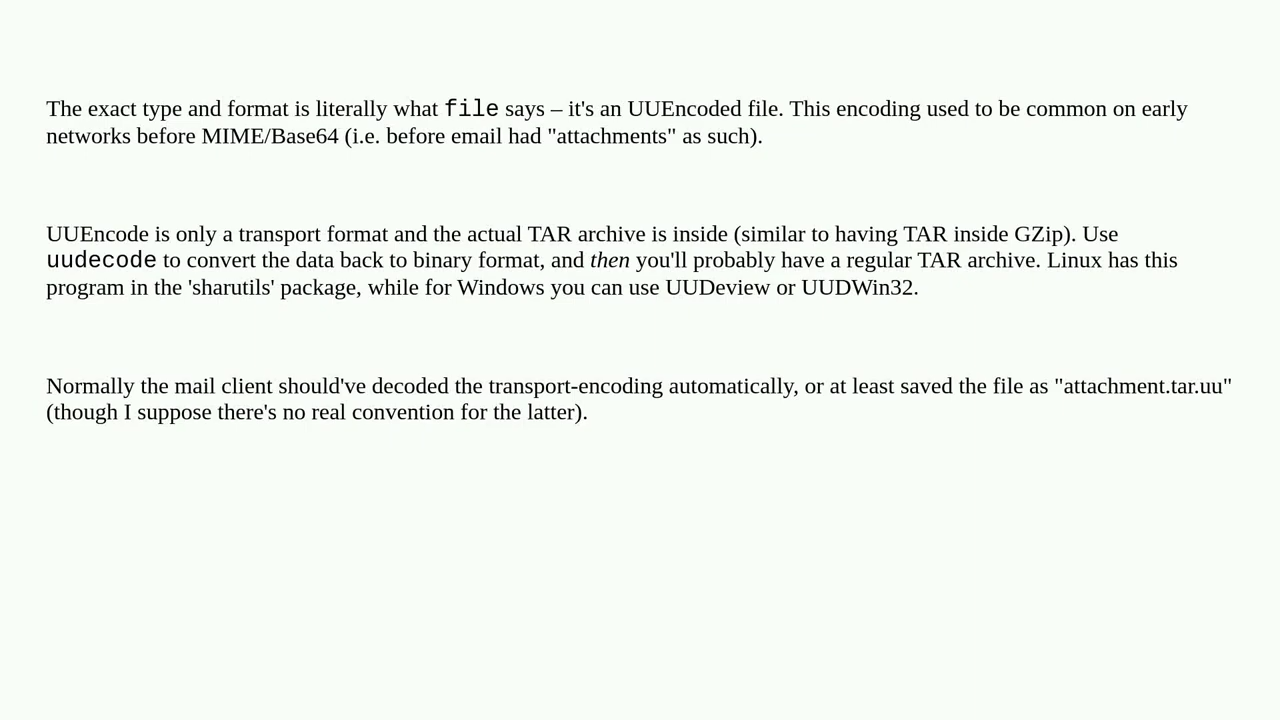 The exact type and format is literally what file says – it's an UUEncoded file. This encoding used to be common on early
networks before MIME/Base64 (i.e. before email had "attachments" as such).
UUEncode is only a transport format and the actual TAR archive is inside (similar to having TAR inside GZip). Use
uudecode to convert the data back to binary format, and then you'll probably have a regular TAR archive. Linux has this
program in the 'sharutils' package, while for Windows you can use UUDeview or UUDWin32.
Normally the mail client should've decoded the transport-encoding automatically, or at least saved the file as "attachment.tar.uu"
(though I suppose there's no real convention for the latter).